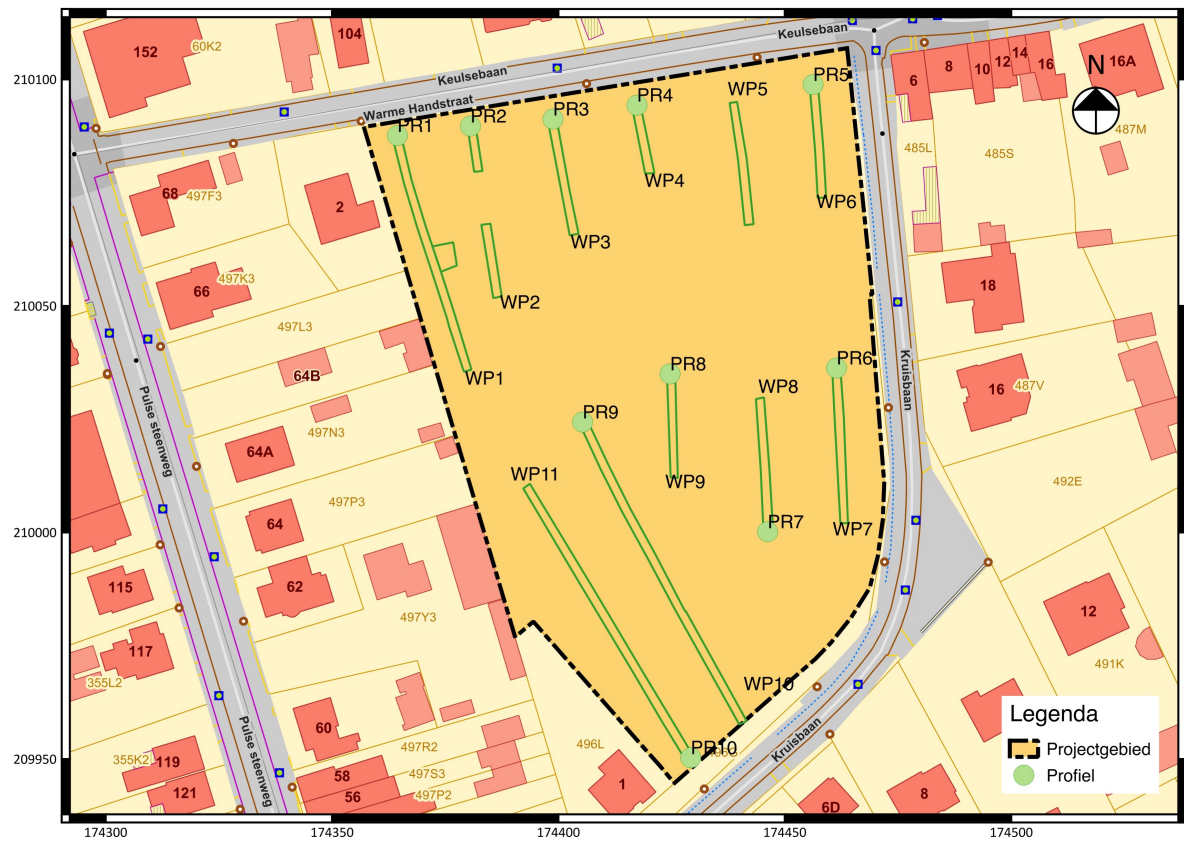 152
60K2
104
Keulsebaan
Keulsebaan
Warme Handstraat
6
8
10
12
14
16
16A
N
487M
485L
485S
210100
PR1
PR2
PR3
PR4
WP5
PR5
68
497F3
2
WP4
WP6
WP3
66
497K3
WP2
18
210050
497L3
64B
WP1
PR8
PR6
Kruisbaan
16
487V
WP8
PR9
497N3
Pulse steenweg
64A
WP11
WP9
497P3
492E
64
PR7
WP7
210000
115
62
497Y3
12
117
491K
355L2
WP10
60
496L
PR10
Kruisbaan
497R2
355K2
119
58
497S3
209950
121
56
497P2
Pulse steenweg
1
6D
8
Legenda
Projectgebied
Profiel
174300
174350
174400
174450
174500